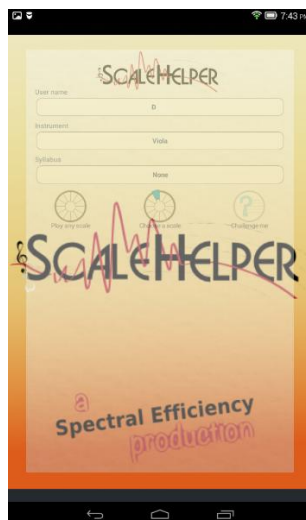 7:43 PM
SCALEHELPER
User name
D
Instrument
Viola
Syllabus
None
Play any scale
Choose a scale
Challenge me
SCALEHELPER
a
Spectral Efficiency
production